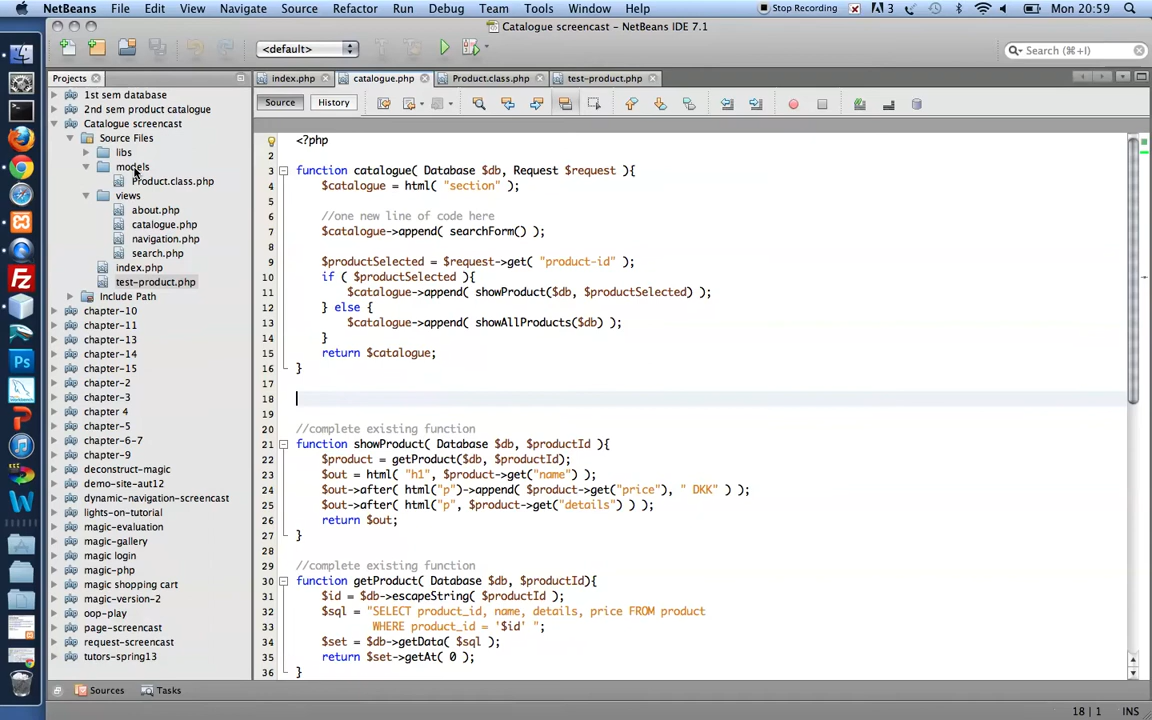 NetBeans File Edit View Navigate Source Refactor Run Debug Team Tools Window Help Stop Recording 3 Mon 20:59
Catalogue screencast - NetBeans IDE 7.1
<default> Search (⌘+I)
Projects index.php catalogue.php Product.class.php test-product.php
Source History
1st sem database
2nd sem product catalogue
Catalogue screencast
Source Files
libs
models
Product.class.php
views
about.php
catalogue.php
navigation.php
search.php
index.php
test-product.php
Include Path
chapter-10
chapter-11
chapter-13
chapter-14
chapter-15
chapter-2
chapter-3
chapter 4
chapter-5
chapter-6-7
chapter-9
deconstruct-magic
demo-site-aut12
dynamic-navigation-screencast
lights-on-tutorial
magic-evaluation
magic-gallery
magic login
magic-php
magic shopping cart
magic-version-2
oop-play
page-screencast
request-screencast
tutors-spring13
<?php
2
3 function catalogue( Database $db, Request $request ){
4 $catalogue = html( "section" );
5
6 //one new line of code here
7 $catalogue->append( searchForm() );
8
9 $productSelected = $request->get( "product-id" );
10 if ( $productSelected ){
11 $catalogue->append( showProduct($db, $productSelected) );
12 } else {
13 $catalogue->append( showAllProducts($db) );
14 }
15 return $catalogue;
16 }
17
18
19
20 //complete existing function
21 function showProduct( Database $db, $productId ){
22 $product = getProduct($db, $productId);
23 $out = html( "h1", $product->get("name") );
24 $out->after( html("p")->append( $product->get("price"), " DKK" ) );
25 $out->after( html("p", $product->get("details") ) );
26 return $out;
27 }
28
29 //complete existing function
30 function getProduct( Database $db, $productId){
31 $id = $db->escapeString( $productId );
32 $sql = "SELECT product_id, name, details, price FROM product
33 WHERE product_id = '$id' ";
34 $set = $db->getData( $sql );
35 return $set->getAt( 0 );
36 }
Sources Tasks
18 | 1 INS